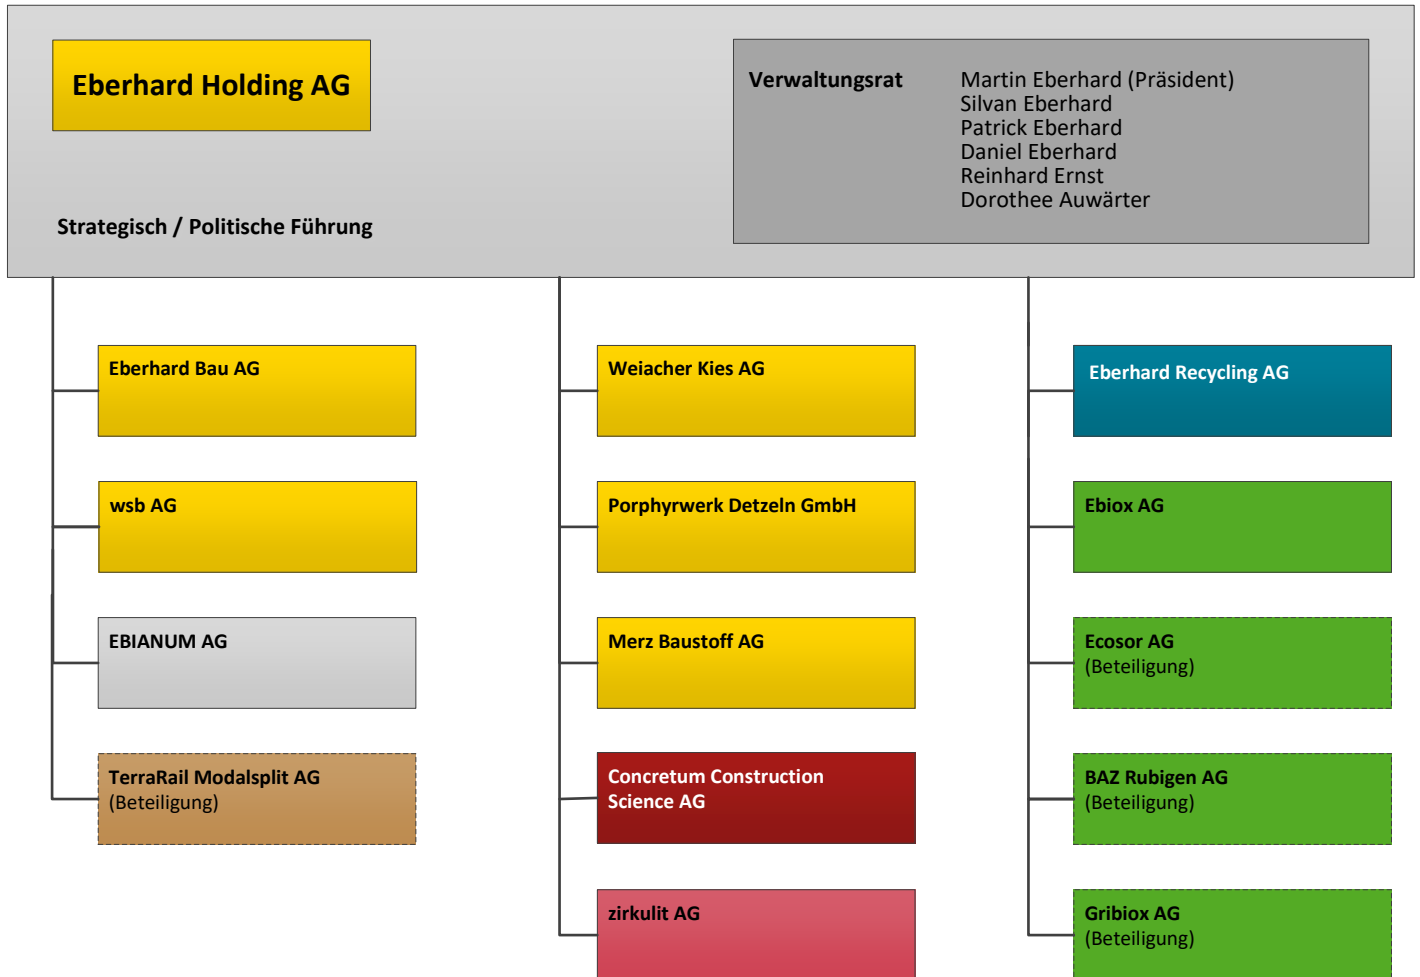 Eberhard Holding AG
Strategisch / Politische Führung
Verwaltungsrat
Martin Eberhard (Präsident)
Silvan Eberhard
Patrick Eberhard
Daniel Eberhard
Reinhard Ernst
Dorothee Auwärter
Eberhard Bau AG
wsb AG
EBIANUM AG
TerraRail Modalsplit AG
(Beteiligung)
Weiacher Kies AG
Porphyrwerk Detzeln GmbH
Merz Baustoff AG
Concretum Construction
Science AG
zirkulit AG
Eberhard Recycling AG
Ebiox AG
Ecosor AG
(Beteiligung)
BAZ Rubigen AG
(Beteiligung)
Gribiox AG
(Beteiligung)